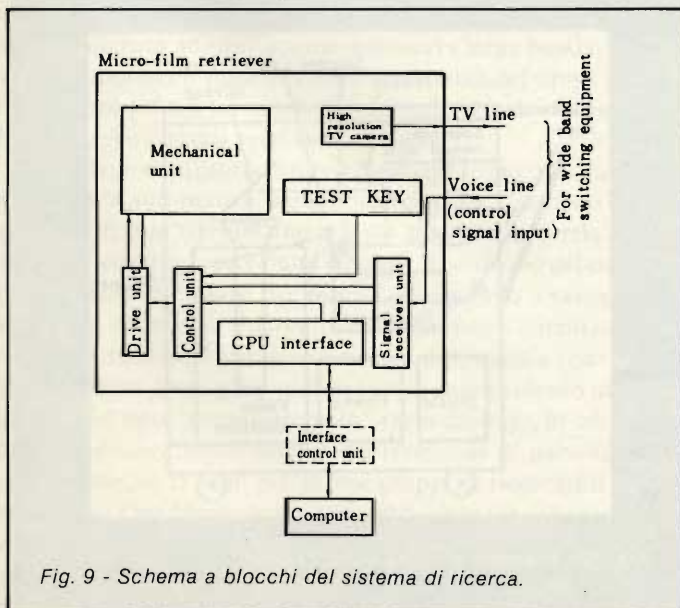 Micro-film retriever
High
resolution
TV camera
TV line
Mechanical
unit
TEST KEY
Voice line
(control
signal input)
For wide band
switching equipment
Drive unit
Control unit
CPU interface
Signal
receiver unit
Interface
control unit
Computer
Fig. 9 - Schema a blocchi del sistema di ricerca.